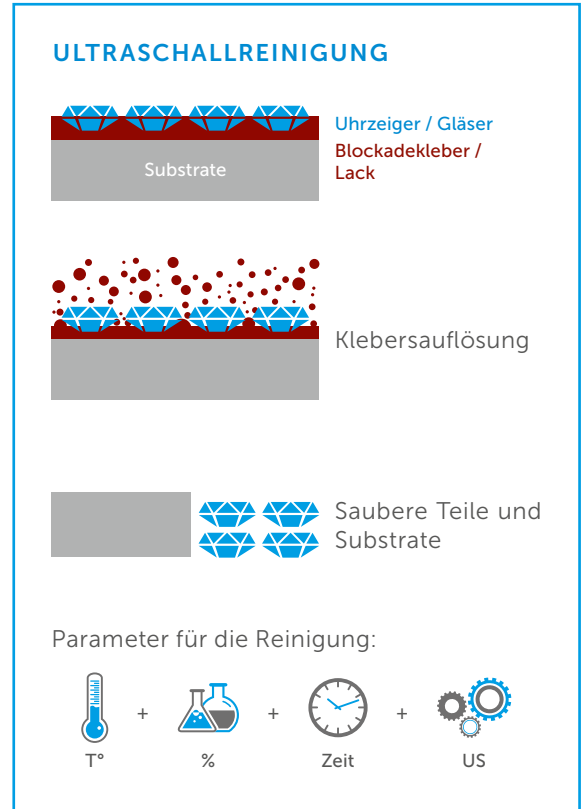 ULTRASCHALLREINIGUNG
Uhrzeiger / Gläser
Blockadekleber /
Lack
Substrate
Klebersauflösung
Saubere Teile und
Substrate
Parameter für die Reinigung:
+ + +
T° % Zeit US